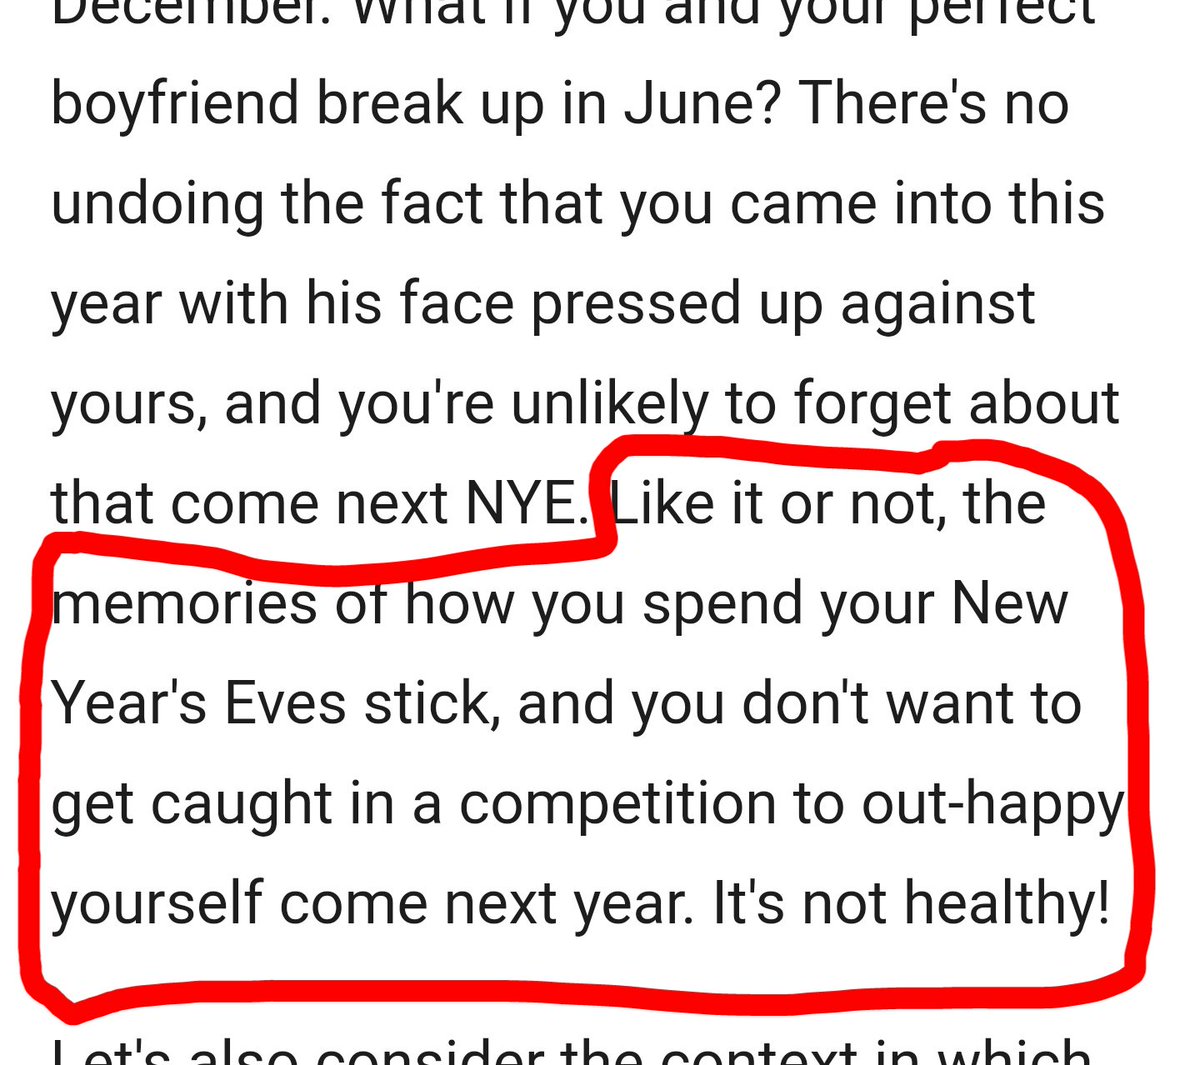 December. What if you and your perfect
boyfriend break up in June? There's no
undoing the fact that you came into this
year with his face pressed up against
yours, and you're unlikely to forget about
that come next NYE. Like it or not, the
memories of how you spend your New
Year's Eves stick, and you don't want to
get caught in a competition to out-happy
yourself come next year. It's not healthy!
Let's also consider the context in which